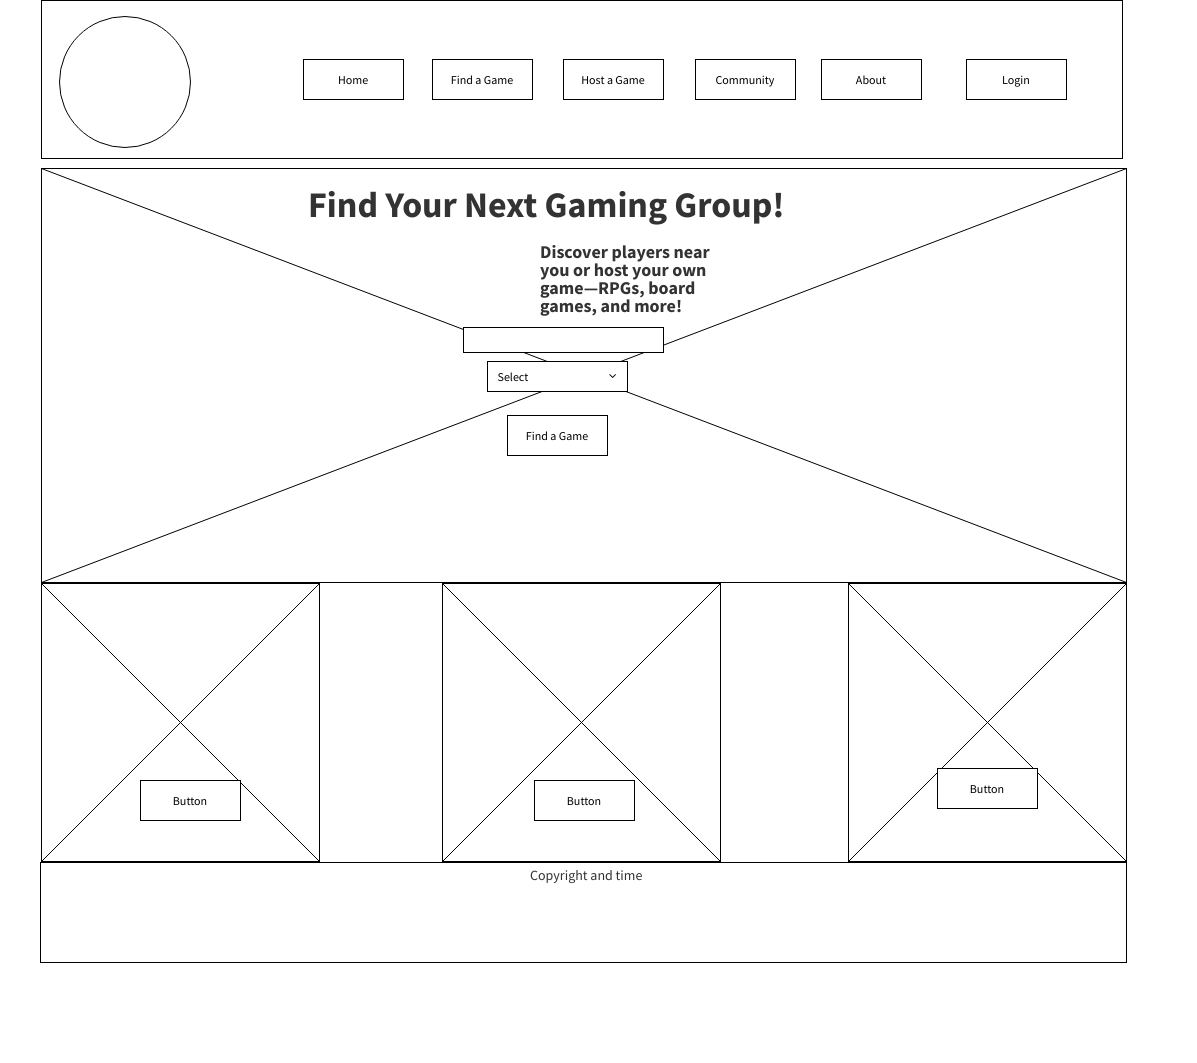 Home
Find a Game
Host a Game
Community
About
Login
Find Your Next Gaming Group!
Discover players near
you or host your own
game—RPGs, board
games, and more!
Select
Find a Game
Button
Button
Button
Copyright and time